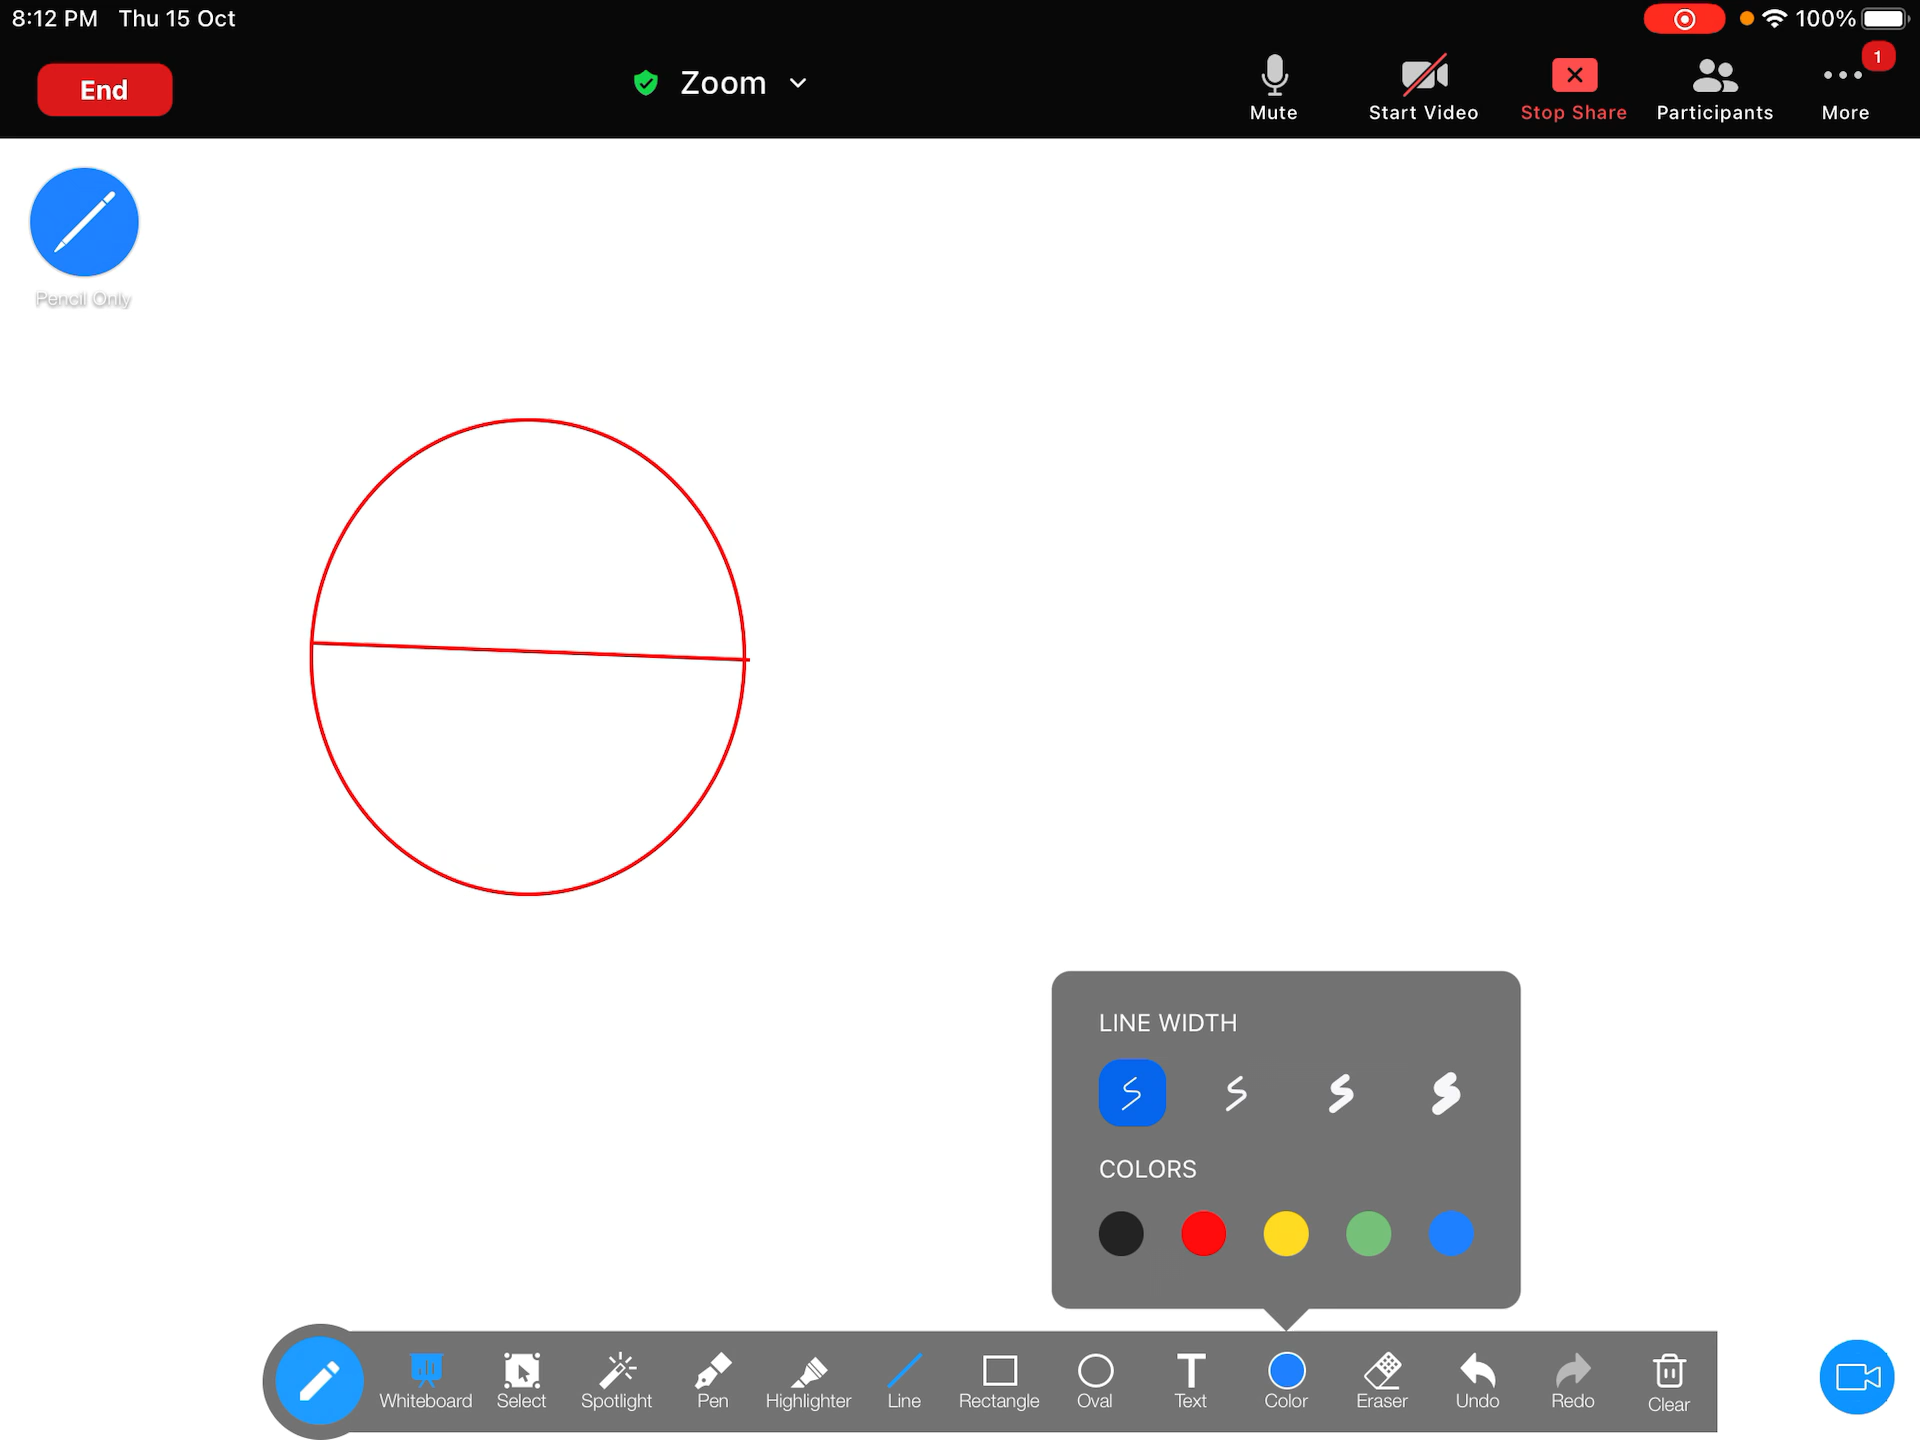 8:12 PM Thu 15 Oct
100%
End
Zoom
Mute
Start Video
Stop Share
Participants
More
1
Pencil Only
LINE WIDTH
COLORS
Whiteboard
Select
Spotlight
Pen
Highlighter
Line
Rectangle
Oval
Text
Color
Eraser
Undo
Redo
Clear